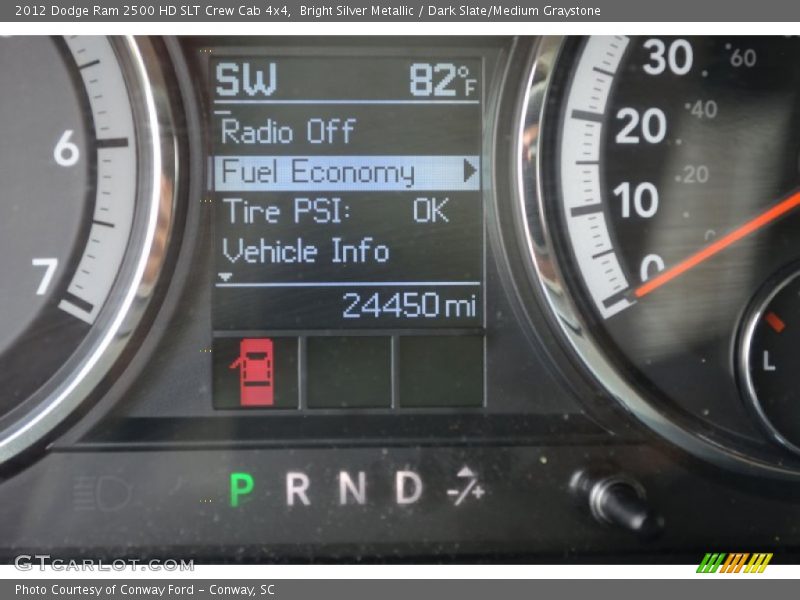 2012 Dodge Ram 2500 HD SLT Crew Cab 4x4,  Bright Silver Metallic / Dark Slate/Medium Graystone
SW 82°F
Radio Off
Fuel Economy
Tire PSI: OK
Vehicle Info
24450 mi
6
7
30
20
10
0
60
40
20
0
L
P R N D -/+
GTcarlot.com
Photo Courtesy of Conway Ford - Conway, SC